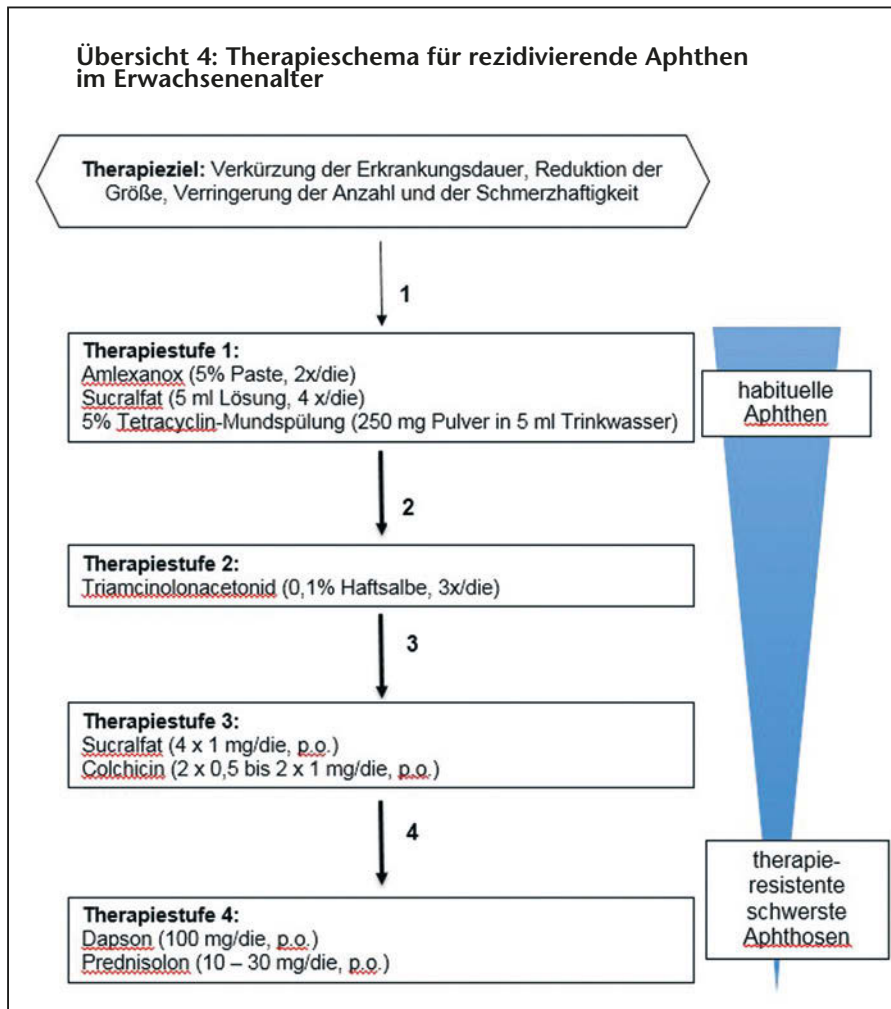 Übersicht 4: Therapieschema für rezidivierende Aphthen
im Erwachsenenalter
Therapieziel: Verkürzung der Erkrankungsdauer, Reduktion der
Größe, Verringerung der Anzahl und der Schmerzhaftigkeit
1
Therapiestufe 1:
Amlexanox (5% Paste, 2x/die)
Sucralfat (5 ml Lösung, 4 x/die)
5% Tetracyclin-Mundspülung (250 mg Pulver in 5 ml Trinkwasser)
habituelle
Aphthen
2
Therapiestufe 2:
Triamcinolonacetonid (0,1% Haftsalbe, 3x/die)
3
Therapiestufe 3:
Sucralfat (4 x 1 mg/die, p.o.)
Colchicin (2 x 0,5 bis 2 x 1 mg/die, p.o.)
4
therapie-
resistente
schwerste
Aphthosen
Therapiestufe 4:
Dapson (100 mg/die, p.o.)
Prednisolon (10 – 30 mg/die, p.o.)